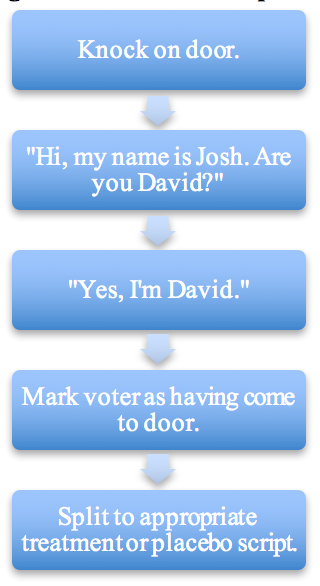 Knock on door.
"Hi, my name is Josh. Are
you David?"
"Yes, I'm David."
Mark voter as having come
to door.
Split to appropriate
treatment or placebo script.